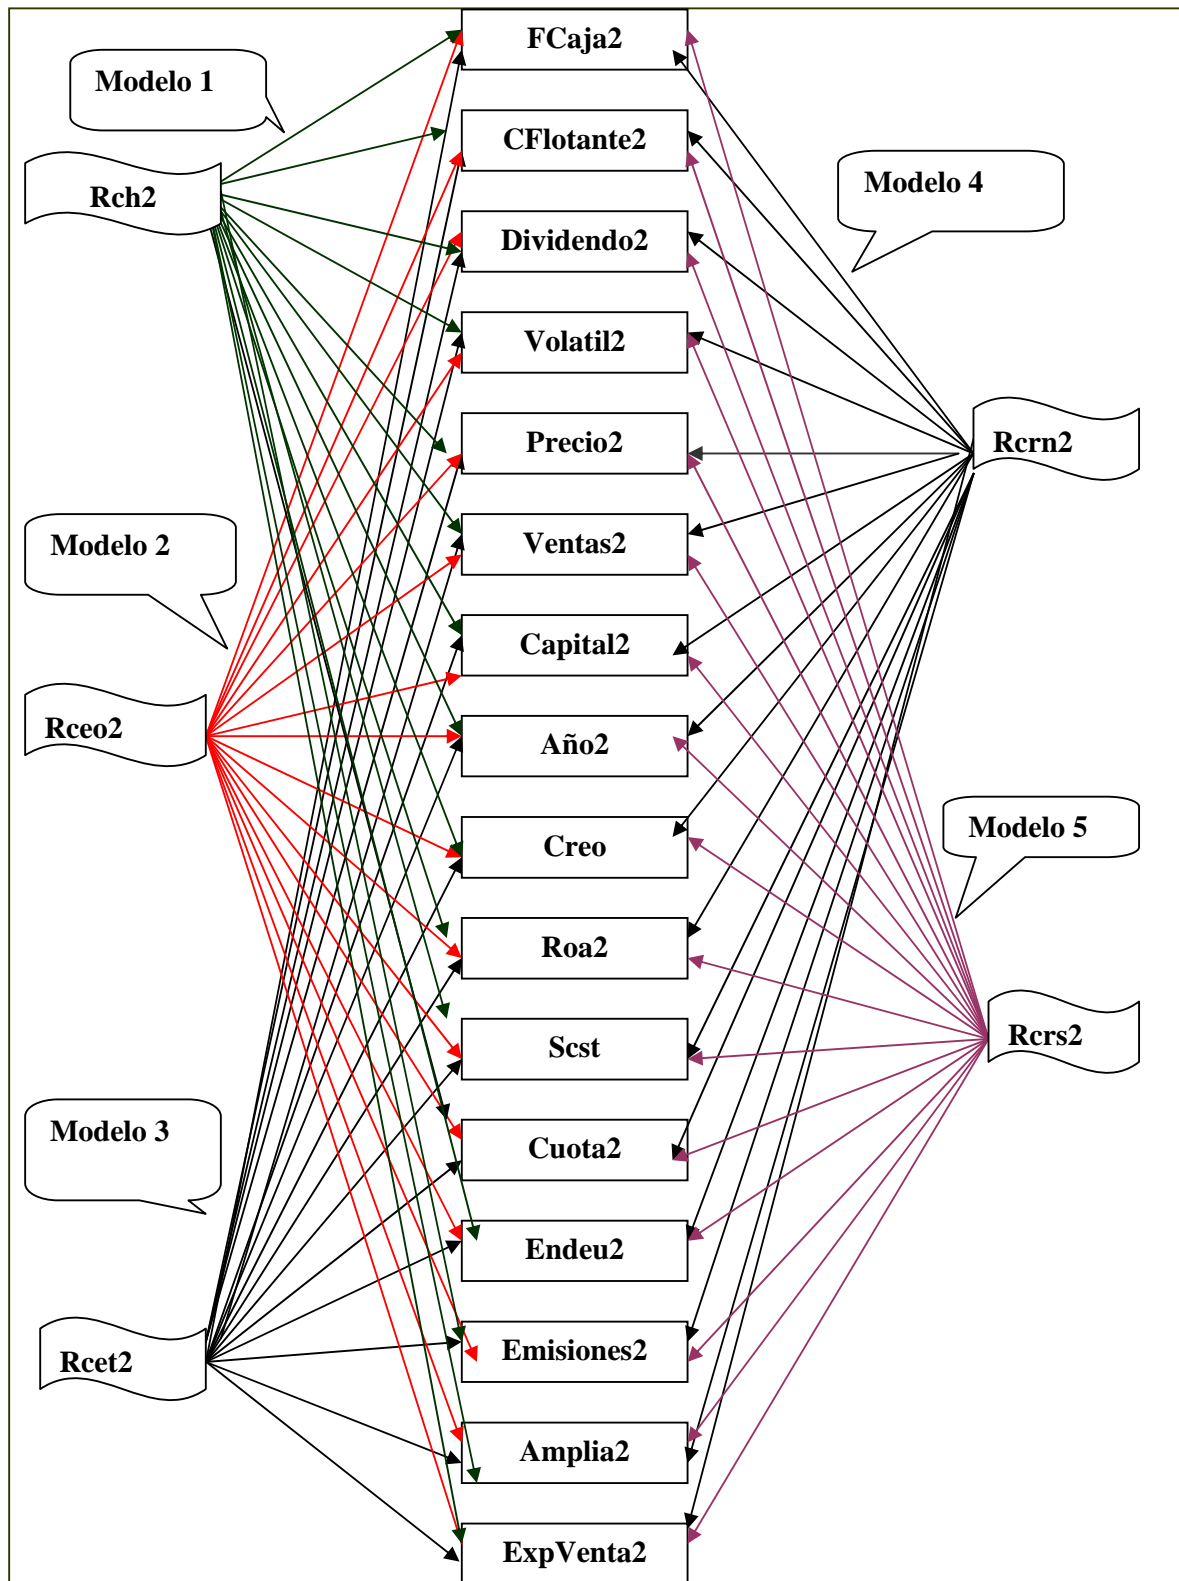 FCaja2
Modelo 1
CFlotante2
Modelo 4
Rch2
Dividendo2
Volatil2
Precio2
Rcrn2
Ventas2
Modelo 2
Capital2
Rceo2
Año2
Modelo 5
Creo
Roa2
Rcrs2
Scst
Modelo 3
Cuota2
Endeu2
Emisiones2
Rcet2
Amplia2
ExpVenta2